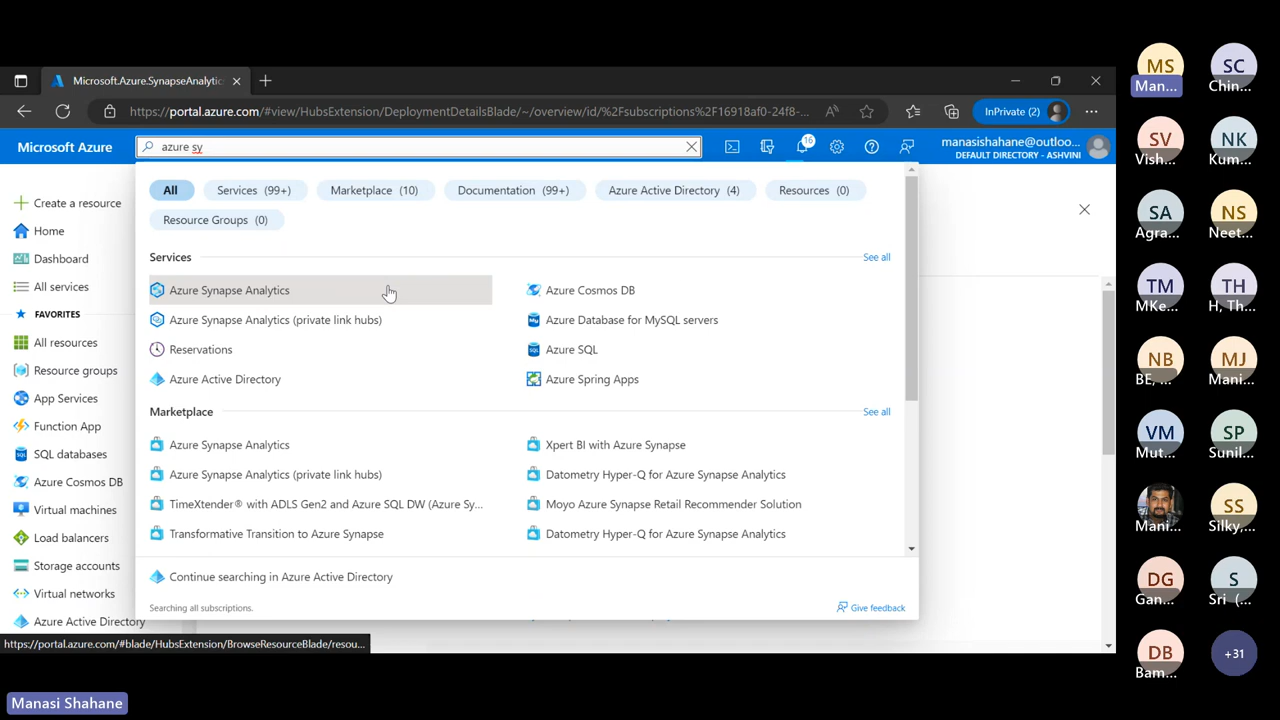 Microsoft.Azure.SynapseAnalytic
https://portal.azure.com/#view/HubsExtension/DeploymentDetailsBlade/~/overview/id/%2Fsubscriptions%2F16918af0-24f8-...
InPrivate (2)
Microsoft Azure
azure sy
16
manasishahane@outloo...
DEFAULT DIRECTORY - ASHVINI
All
Services (99+)
Marketplace (10)
Documentation (99+)
Azure Active Directory (4)
Resources (0)
Resource Groups (0)
Create a resource
Home
Dashboard
All services
FAVORITES
All resources
Resource groups
App Services
Function App
SQL databases
Azure Cosmos DB
Virtual machines
Load balancers
Storage accounts
Virtual networks
Azure Active Directory
Services
See all
Azure Synapse Analytics
Azure Cosmos DB
Azure Synapse Analytics (private link hubs)
Azure Database for MySQL servers
Reservations
Azure SQL
Azure Active Directory
Azure Spring Apps
Marketplace
See all
Azure Synapse Analytics
Xpert BI with Azure Synapse
Azure Synapse Analytics (private link hubs)
Datometry Hyper-Q for Azure Synapse Analytics
TimeXtender® with ADLS Gen2 and Azure SQL DW (Azure Sy...
Moyo Azure Synapse Retail Recommender Solution
Transformative Transition to Azure Synapse
Datometry Hyper-Q for Azure Synapse Analytics
Continue searching in Azure Active Directory
Searching all subscriptions.
Give feedback
https://portal.azure.com/#blade/HubsExtension/BrowseResourceBlade/resou...
Manasi Shahane
MS
Man...
SC
Chin...
SV
Vish...
NK
Kum...
SA
Agra...
NS
Neet...
TM
MKe...
TH
H, Th...
NB
BE, ...
MJ
Mani...
VM
Mut...
SP
Sunil...
Mani...
SS
Silky,...
DG
Gan...
S
Sri (...
DB
Bam...
+31